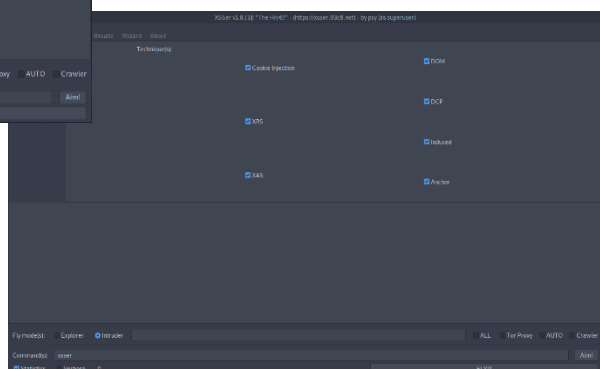 XSSer v1.8[3]: "The Hive!" - (https://xsser.03c8.net) - by psy (as superuser)
Results Wizard About
Technique(s):
Cookie Injection
DOM
DCP
XRS
Induced
XAS
Anchor
oxy AUTO Crawler
Aim!
Fly mode(s): Explorer Intruder ALL Tor Proxy AUTO Crawler
Command(s): xsser Aim!
Statistics Verbose